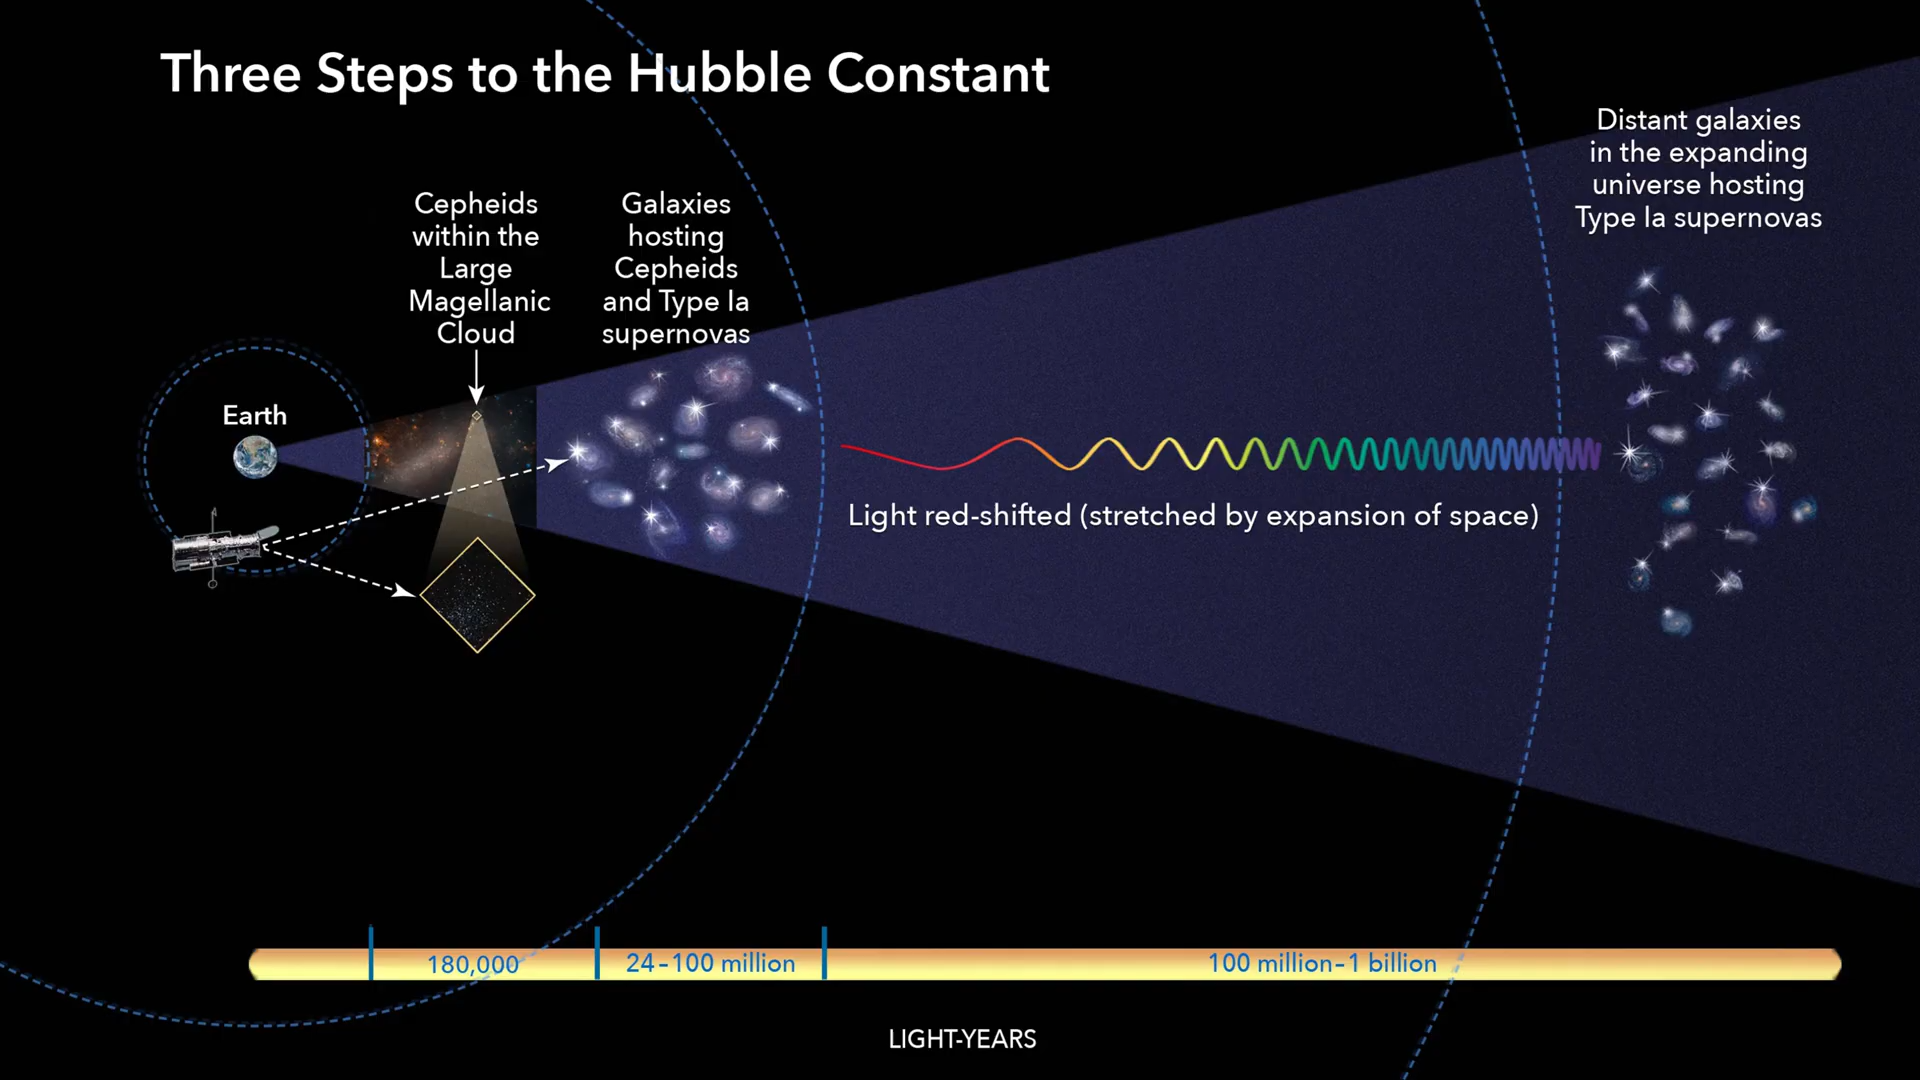 Three Steps to the Hubble Constant
Cepheids
within the
Large
Magellanic
Cloud
Galaxies
hosting
Cepheids
and Type Ia
supernovas
Distant galaxies
in the expanding
universe hosting
Type Ia supernovas
Earth
Light red-shifted (stretched by expansion of space)
180,000
24–100 million
100 million–1 billion
LIGHT-YEARS